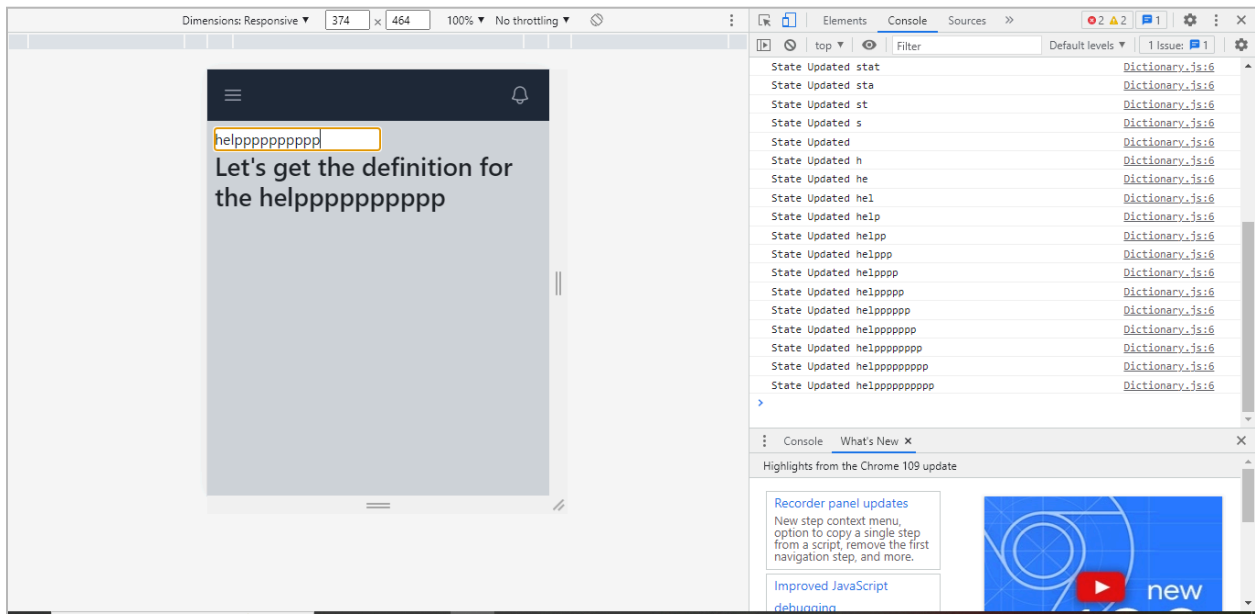 Dimensions: Responsive ▼ 374 × 464 100% ▼ No throttling ▼
Elements Console Sources » 2 2 1
top ▼ Filter Default levels ▼ 1 Issue: 1
State Updated stat Dictionary.js:6
State Updated sta Dictionary.js:6
State Updated st Dictionary.js:6
State Updated s Dictionary.js:6
State Updated Dictionary.js:6
State Updated h Dictionary.js:6
State Updated he Dictionary.js:6
State Updated hel Dictionary.js:6
State Updated help Dictionary.js:6
State Updated helpp Dictionary.js:6
State Updated helppp Dictionary.js:6
State Updated helpppp Dictionary.js:6
State Updated helppppp Dictionary.js:6
State Updated helpppppp Dictionary.js:6
State Updated helppppppp Dictionary.js:6
State Updated helpppppppp Dictionary.js:6
State Updated helppppppppp Dictionary.js:6
State Updated helpppppppppp Dictionary.js:6
helpppppppppp
Let's get the definition for
the helpppppppppp
Console What's New ×
Highlights from the Chrome 109 update
Recorder panel updates
New step context menu,
option to copy a single step
from a script, remove the first
navigation step, and more.
Improved JavaScript
debugging
new